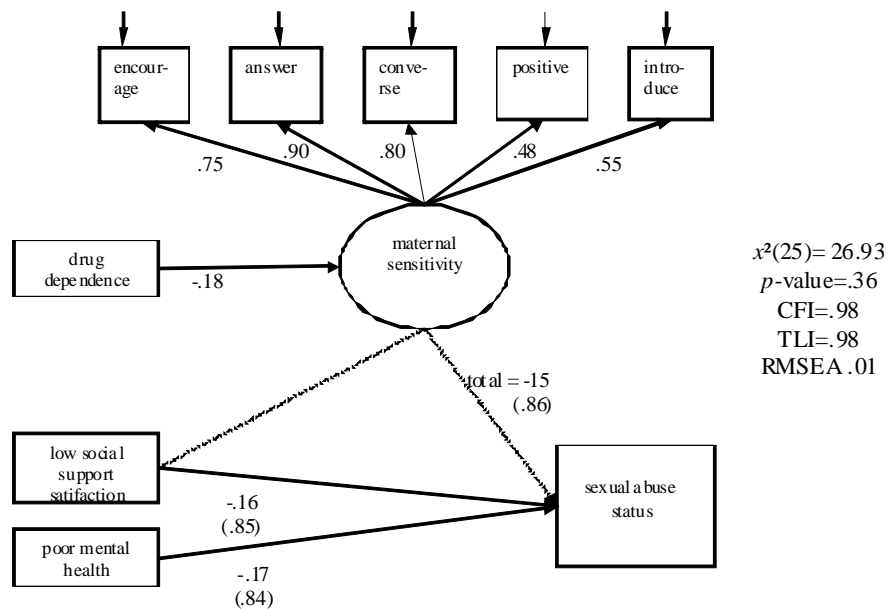 encour-
age
answer
conve-
rse
positive
intro-
duce
.75
.90
.80
.48
.55
maternal
sensitivity
drug
dependence
-.18
x²(25)= 26.93
p-value=.36
CFI=.98
TLI=.98
RMSEA .01
total = -15
(.86)
low social
support
satifaction
-.16
(.85)
sexual abuse
status
poor mental
health
-.17
(.84)